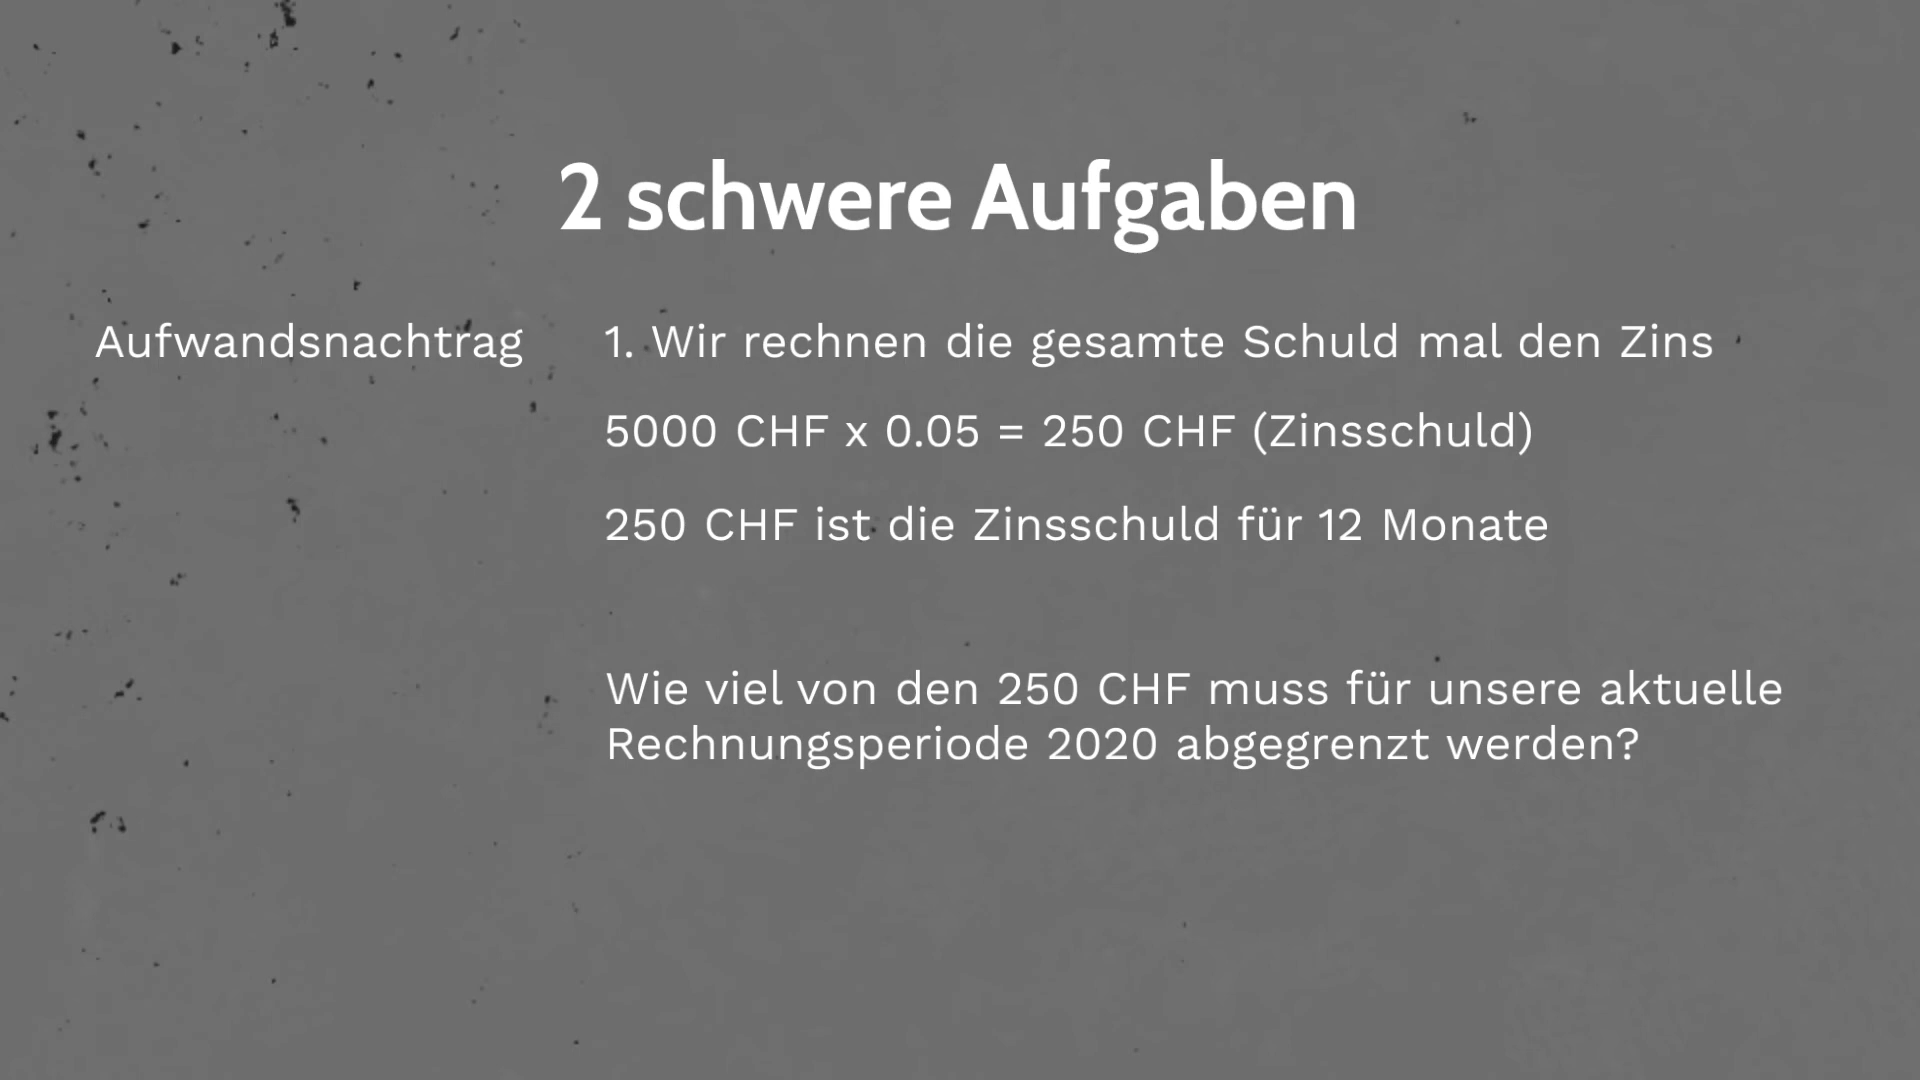 2 schwere Aufgaben
Aufwandsnachtrag
1. Wir rechnen die gesamte Schuld mal den Zins
5000 CHF x 0.05 = 250 CHF (Zinsschuld)
250 CHF ist die Zinsschuld für 12 Monate
Wie viel von den 250 CHF muss für unsere aktuelle
Rechnungsperiode 2020 abgegrenzt werden?